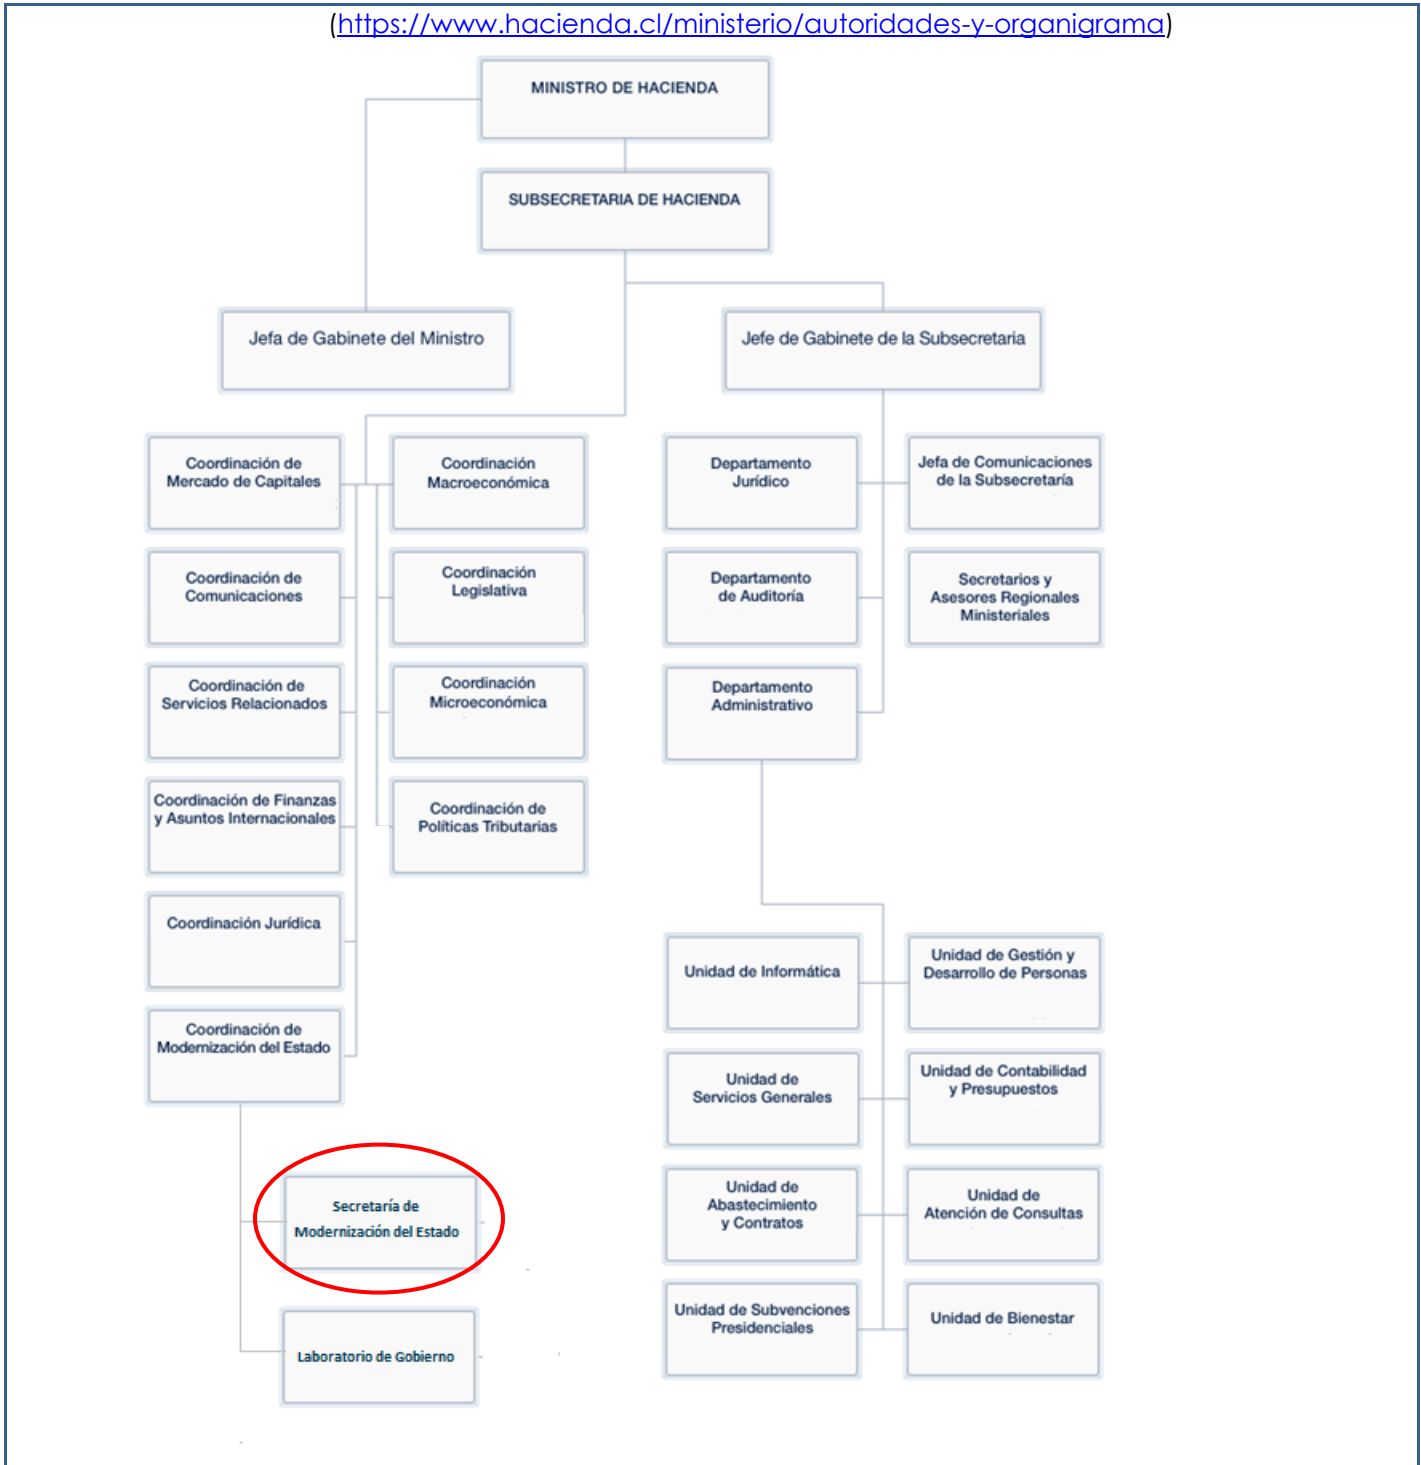 (https://www.hacienda.cl/ministerio/autoridades-y-organigrama)
MINISTRO DE HACIENDA
SUBSECRETARIA DE HACIENDA
Jefa de Gabinete del Ministro
Jefe de Gabinete de la Subsecretaria
Coordinación de
Mercado de Capitales
Coordinación
Macroeconómica
Departamento
Jurídico
Jefa de Comunicaciones
de la Subsecretaría
Coordinación de
Comunicaciones
Coordinación
Legislativa
Departamento
de Auditoría
Secretarios y
Asesores Regionales
Ministeriales
Coordinación de
Servicios Relacionados
Coordinación
Microeconómica
Departamento
Administrativo
Coordinación de Finanzas
y Asuntos Internacionales
Coordinación de
Políticas Tributarias
Coordinación Jurídica
Coordinación de
Modernización del Estado
Secretaría de
Modernización del Estado
Laboratorio de Gobierno
Unidad de Informática
Unidad de Gestión y
Desarrollo de Personas
Unidad de
Servicios Generales
Unidad de Contabilidad
y Presupuestos
Unidad de
Abastecimiento
y Contratos
Unidad de
Atención de Consultas
Unidad de Subvenciones
Presidenciales
Unidad de Bienestar